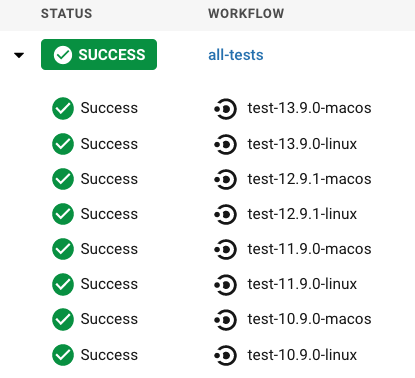 STATUS WORKFLOW
SUCCESS all-tests
Success test-13.9.0-macos
Success test-13.9.0-linux
Success test-12.9.1-macos
Success test-12.9.1-linux
Success test-11.9.0-macos
Success test-11.9.0-linux
Success test-10.9.0-macos
Success test-10.9.0-linux